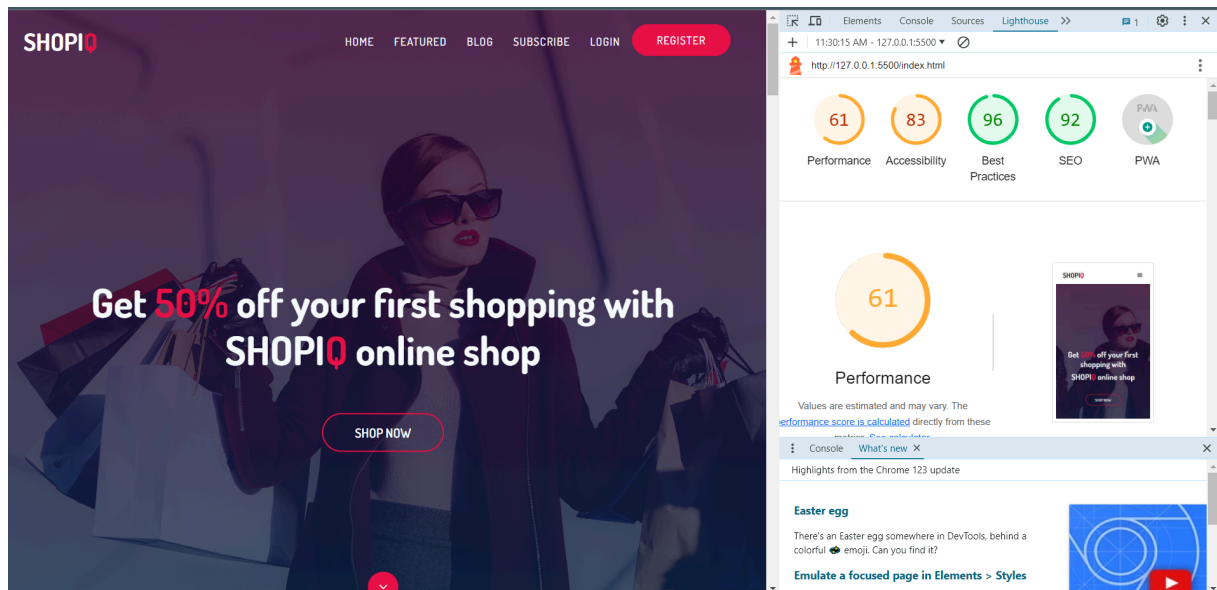 SHOPIQ
HOME FEATURED BLOG SUBSCRIBE LOGIN REGISTER
Get 50% off your first shopping with
SHOPIQ online shop
SHOP NOW
Elements Console Sources Lighthouse 1
11:30:15 AM - 127.0.0.1:5500
http://127.0.0.1:5500/index.html
61 83 96 92 PWA
Performance Accessibility Best Practices SEO PWA
61
Performance
Values are estimated and may vary. The
performance score is calculated directly from these
metrics. See calculator.
SHOPIQ
Get 50% off your first
shopping with
SHOPIQ online shop
SHOP NOW
Console What's new
Highlights from the Chrome 123 update
Easter egg
There's an Easter egg somewhere in DevTools, behind a
colorful emoji. Can you find it?
Emulate a focused page in Elements > Styles